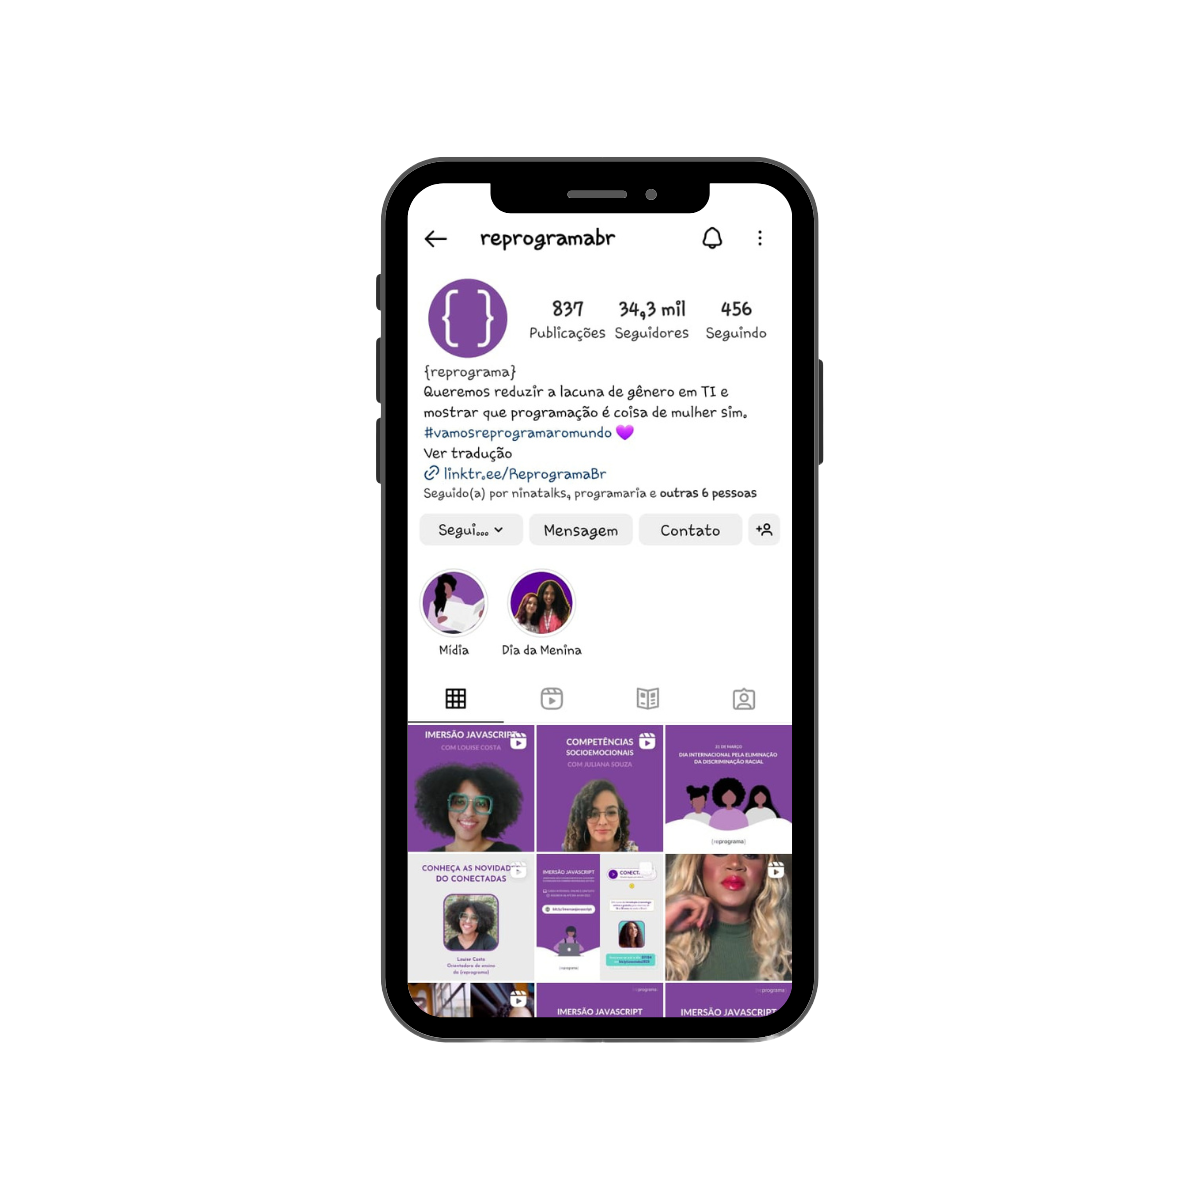 reprogramabr
837
34,3 mil
456
Publicações
Seguidores
Seguindo
{reprograma}
Queremos reduzir a lacuna de gênero em TI e
mostrar que programação é coisa de mulher sim.
#vamosreprogramaromundo 💜
Ver tradução
linktr.ee/ReprogramaBr
Seguido(a) por ninatalks, programaria e outras 6 pessoas
Segui...
Mensagem
Contato
Mídia
Dia da Menina
IMERSÃO JAVASCRIPT
COM LOUISE COSTA
COMPETÊNCIAS
SOCIOEMOCIONAIS
COM JULIANA SOUZA
21 DE MARÇO
DIA INTERNACIONAL PELA ELIMINAÇÃO
DA DISCRIMINAÇÃO RACIAL
{reprograma}
CONHEÇA AS NOVIDAD
DO CONECTADAS
Louise Costa
Orientadora de ensino
da {reprograma}
IMERSÃO JAVASCRIPT
reprograma
CONECT
reprograma
IMERSÃO JAVASCRIPT
reprograma
IMERSÃO JAVASCRIPT